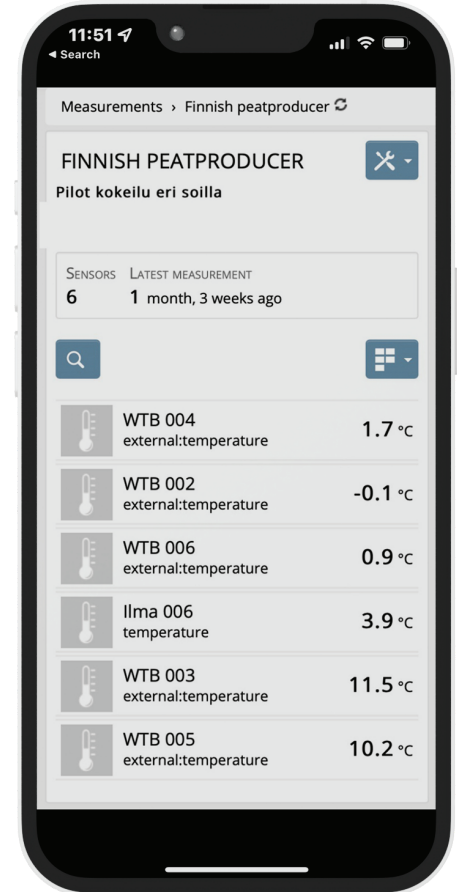 11:51
◄ Search
Measurements › Finnish peatproducer
FINNISH PEATPRODUCER
Pilot kokeilu eri soilla
SENSORS LATEST MEASUREMENT
6 1 month, 3 weeks ago
WTB 004
external:temperature
1.7 °C
WTB 002
external:temperature
-0.1 °C
WTB 006
external:temperature
0.9 °C
Ilma 006
temperature
3.9 °C
WTB 003
external:temperature
11.5 °C
WTB 005
external:temperature
10.2 °C